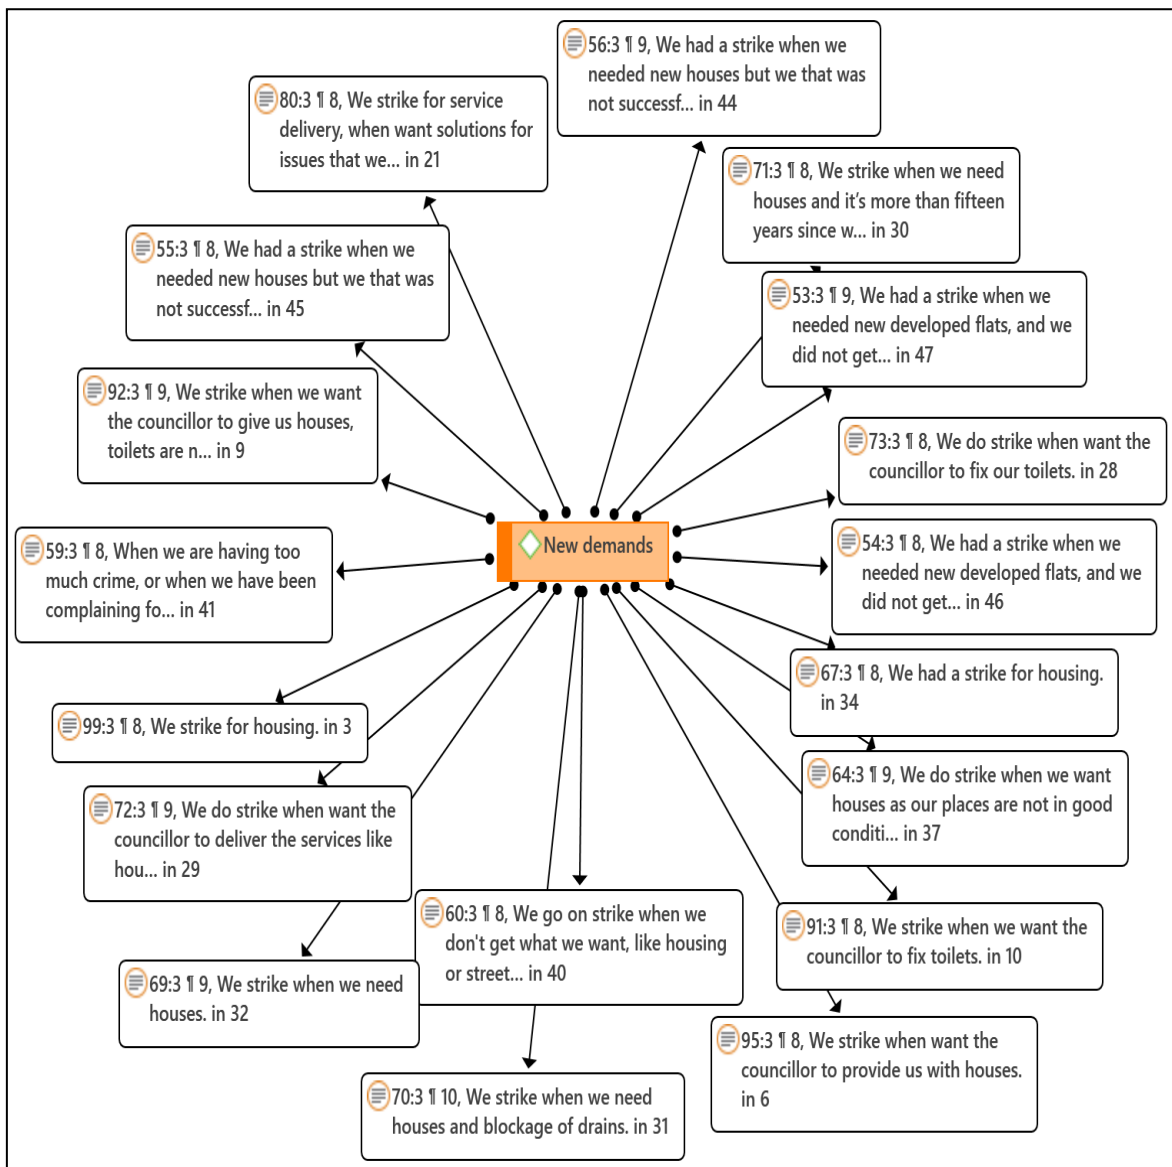 56:3 ¶ 9, We had a strike when we
needed new houses but we that was
not successf... in 44
80:3 ¶ 8, We strike for service
delivery, when want solutions for
issues that we... in 21
71:3 ¶ 8, We strike when we need
houses and it’s more than fifteen
years since w... in 30
55:3 ¶ 8, We had a strike when we
needed new houses but we that was
not successf... in 45
53:3 ¶ 9, We had a strike when we
needed new developed flats, and we
did not get... in 47
92:3 ¶ 9, We strike when we want
the councillor to give us houses,
toilets are n... in 9
73:3 ¶ 8, We do strike when want the
councillor to fix our toilets. in 28
New demands
59:3 ¶ 8, When we are having too
much crime, or when we have been
complaining fo... in 41
54:3 ¶ 8, We had a strike when we
needed new developed flats, and we
did not get... in 46
67:3 ¶ 8, We had a strike for housing.
in 34
99:3 ¶ 8, We strike for housing. in 3
64:3 ¶ 9, We do strike when we want
houses as our places are not in good
conditi... in 37
72:3 ¶ 9, We do strike when want the
councillor to deliver the services like
hou... in 29
60:3 ¶ 8, We go on strike when we
don't get what we want, like housing
or street... in 40
91:3 ¶ 8, We strike when we want the
councillor to fix toilets. in 10
69:3 ¶ 9, We strike when we need
houses. in 32
95:3 ¶ 8, We strike when want the
councillor to provide us with houses.
in 6
70:3 ¶ 10, We strike when we need
houses and blockage of drains. in 31